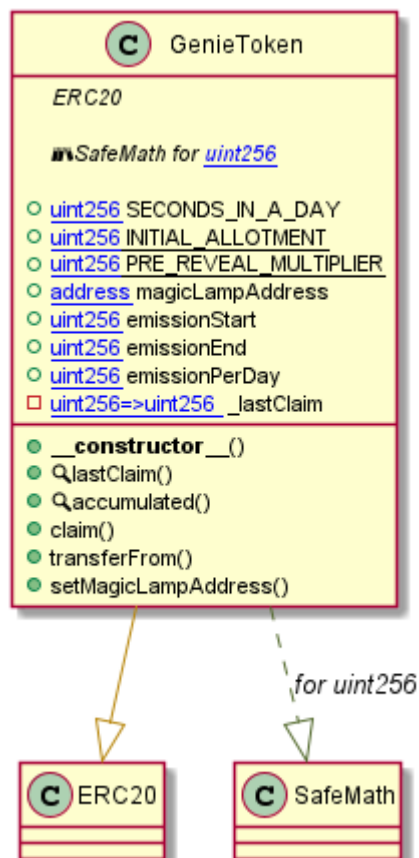 C GenieToken
ERC20
SafeMath for uint256
uint256 SECONDS_IN_A_DAY
uint256 INITIAL_ALLOTMENT
uint256 PRE_REVEAL_MULTIPLIER
address magicLampAddress
uint256 emissionStart
uint256 emissionEnd
uint256 emissionPerDay
uint256=>uint256 _lastClaim
__constructor__()
lastClaim()
accumulated()
claim()
transferFrom()
setMagicLampAddress()
for uint256
C ERC20
C SafeMath